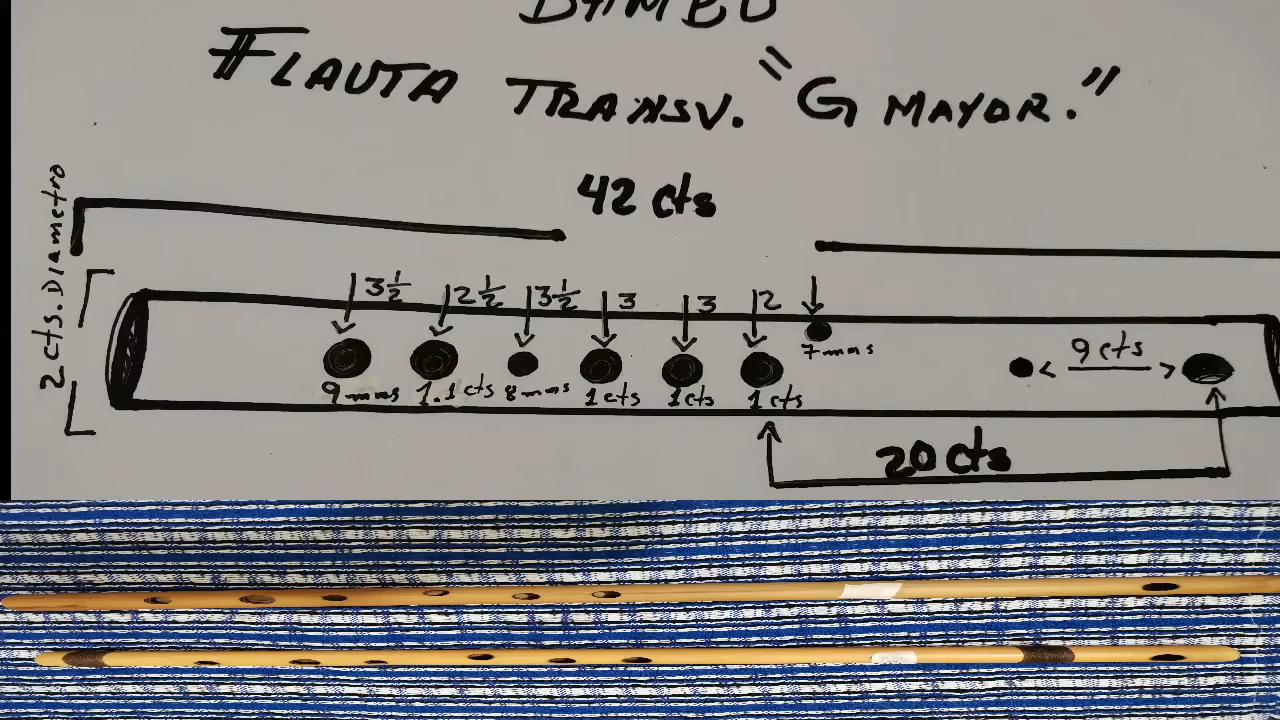 BAMBU
FLAUTA TRANSV. "G MAYOR."
42 cts
2 cts. Diametro
3 1/2 2 1/2 3 1/2 3 3 2
7 mms
9 mms 1.1 cts 8 mms 1 cts 1 cts 1 cts
< 9 cts >
20 cts